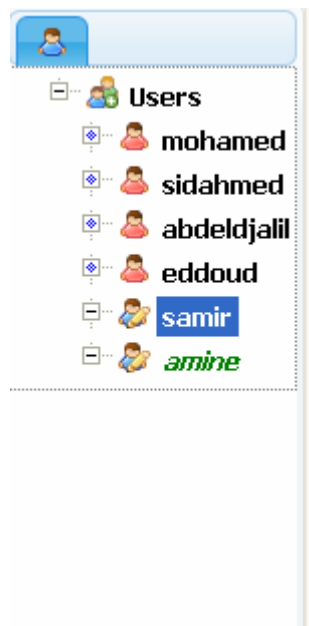 Users
mohamed
sidahmed
abdeldjalil
eddoud
samir
amine